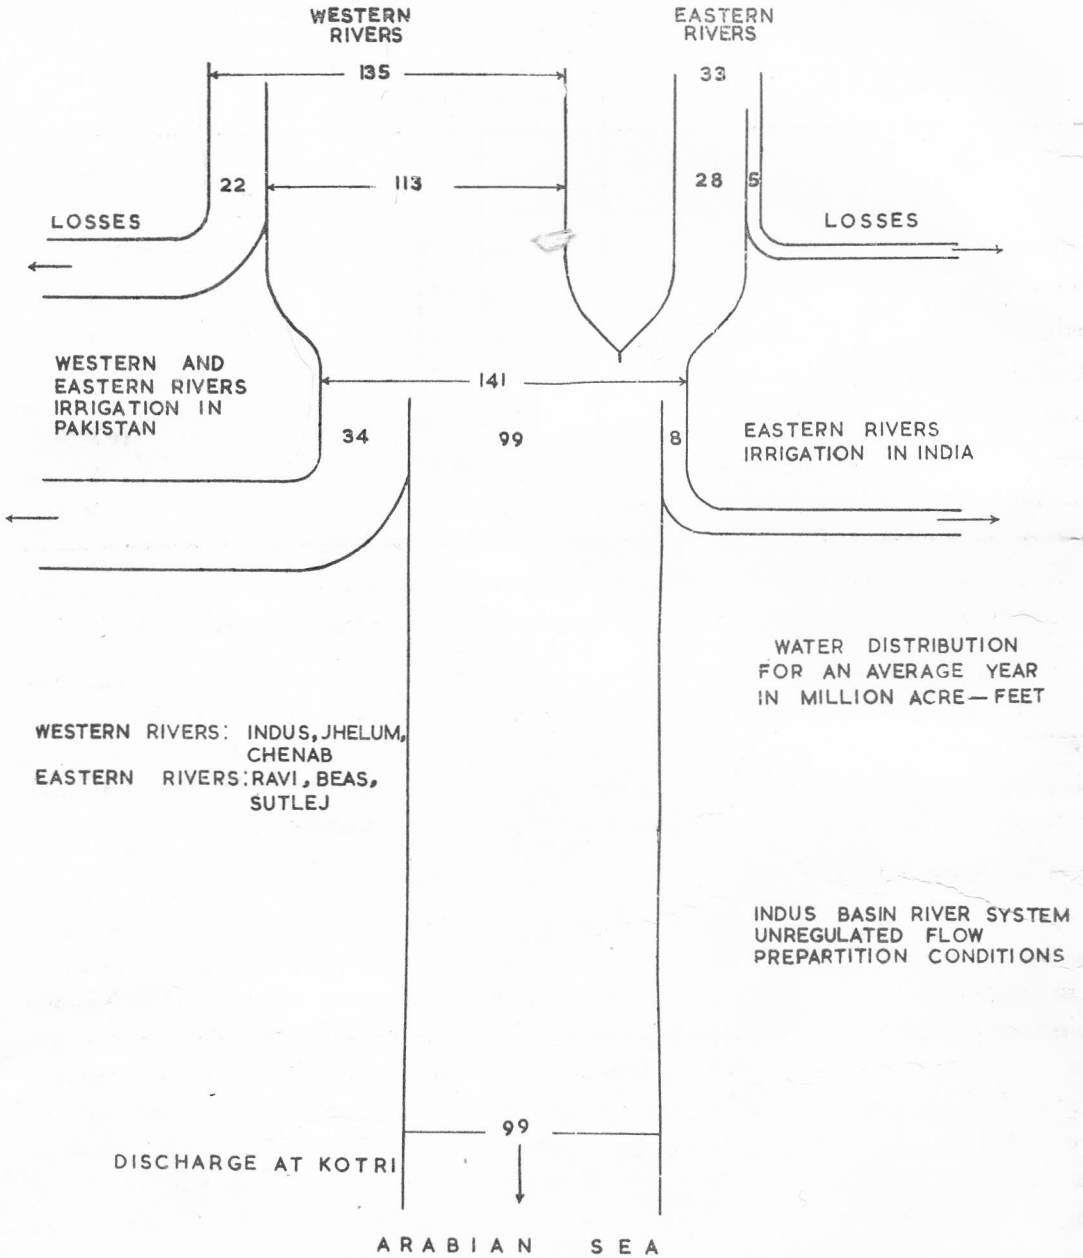 WESTERN
RIVERS
EASTERN
RIVERS
135
33
22
113
28
5
LOSSES
LOSSES
WESTERN AND
EASTERN RIVERS
IRRIGATION IN
PAKISTAN
141
34
99
8
EASTERN RIVERS
IRRIGATION IN INDIA
WATER DISTRIBUTION
FOR AN AVERAGE YEAR
IN MILLION ACRE—FEET
WESTERN RIVERS: INDUS, JHELUM,
CHENAB
EASTERN RIVERS: RAVI, BEAS,
SUTLEJ
INDUS BASIN RIVER SYSTEM
UNREGULATED FLOW
PREPARTITION CONDITIONS
99
DISCHARGE AT KOTRI
ARABIAN SEA